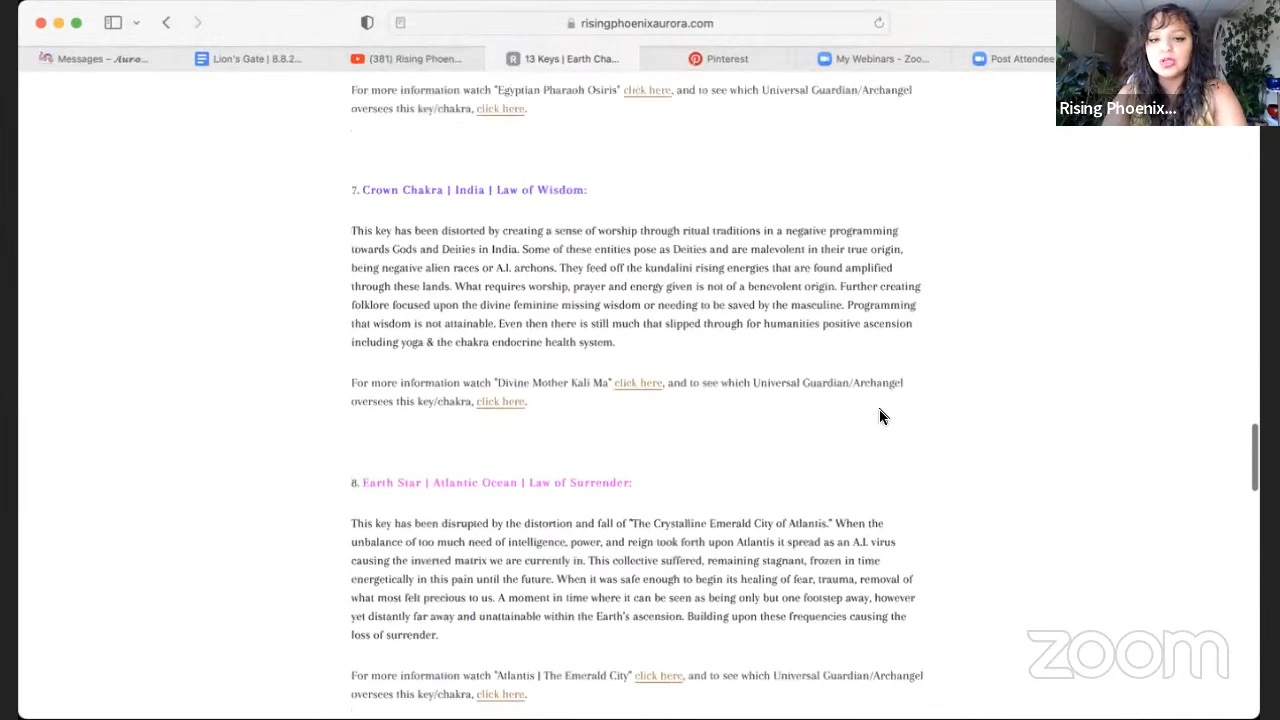 risingphoenixaurora.com
Messages – Auro...
Lion's Gate | 8.8.2...
(381) Rising Phoen...
R 13 Keys | Earth Cha...
Pinterest
My Webinars - Zoo...
Post Attendee
Rising Phoenix...
For more information watch "Egyptian Pharaoh Osiris" click here, and to see which Universal Guardian/Archangel
oversees this key/chakra, click here.
7. Crown Chakra | India | Law of Wisdom:
This key has been distorted by creating a sense of worship through ritual traditions in a negative programming
towards Gods and Deities in India. Some of these entities pose as Deities and are malevolent in their true origin,
being negative alien races or A.I. archons. They feed off the kundalini rising energies that are found amplified
through these lands. What requires worship, prayer and energy given is not of a benevolent origin. Further creating
folklore focused upon the divine feminine missing wisdom or needing to be saved by the masculine. Programming
that wisdom is not attainable. Even then there is still much that slipped through for humanities positive ascension
including yoga & the chakra endocrine health system.
For more information watch "Divine Mother Kali Ma" click here, and to see which Universal Guardian/Archangel
oversees this key/chakra, click here.
8. Earth Star | Atlantic Ocean | Law of Surrender:
This key has been disrupted by the distortion and fall of "The Crystalline Emerald City of Atlantis." When the
unbalance of too much need of intelligence, power, and reign took forth upon Atlantis it spread as an A.I. virus
causing the inverted matrix we are currently in. This collective suffered, remaining stagnant, frozen in time
energetically in this pain until the future. When it was safe enough to begin its healing of fear, trauma, removal of
what most felt precious to us. A moment in time where it can be seen as being only but one footstep away, however
yet distantly far away and unattainable within the Earth's ascension. Building upon these frequencies causing the
loss of surrender.
For more information watch "Atlantis | The Emerald City" click here, and to see which Universal Guardian/Archangel
oversees this key/chakra, click here.
zoom